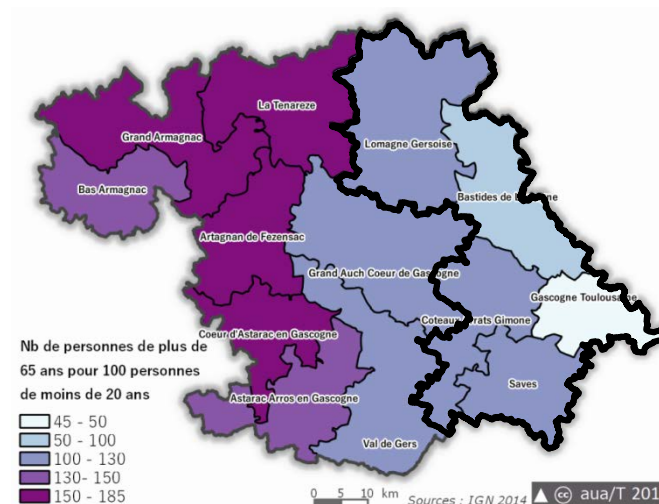 La Tenareze
Grand Armagnac
Lomagne Gersoise
Bas Armagnac
Bastides de
Artagnan de Fezensac
Grand Auch Coeur de Gascogne
Gascogne Toulousaine
Coteaux Arrats Gimone
Coeur d'Astarac en Gascogne
Saves
Astarac Arros en Gascogne
Val de Gers
Nb de personnes de plus de
65 ans pour 100 personnes
de moins de 20 ans
45 - 50
50 - 100
100 - 130
130 - 150
150 - 185
0 5 10 km
Sources : IGN 2014
cc aua/T 201